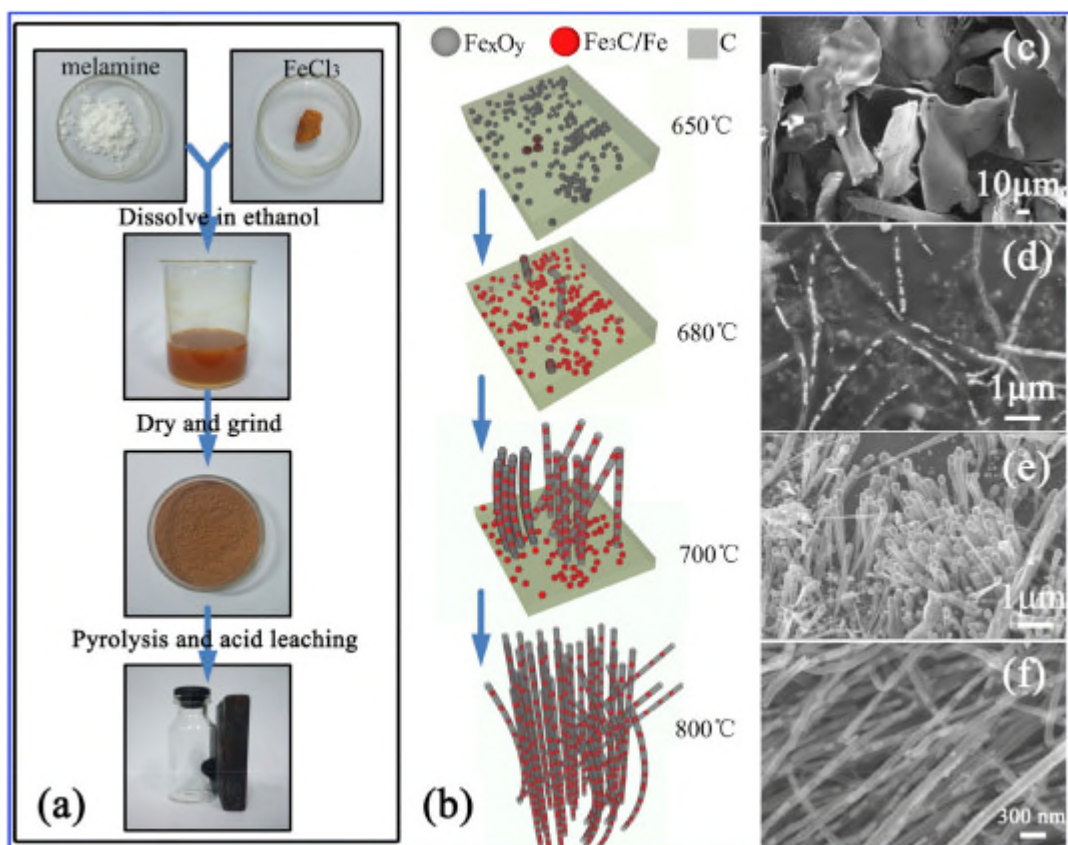 melamine
FeCl₃
Dissolve in ethanol
Dry and grind
Pyrolysis and acid leaching
(a)
FeₓOᵧ
Fe₃C/Fe
C
650℃
680℃
700℃
800℃
(b)
(c)
10μm
(d)
1μm
(e)
1μm
(f)
300 nm